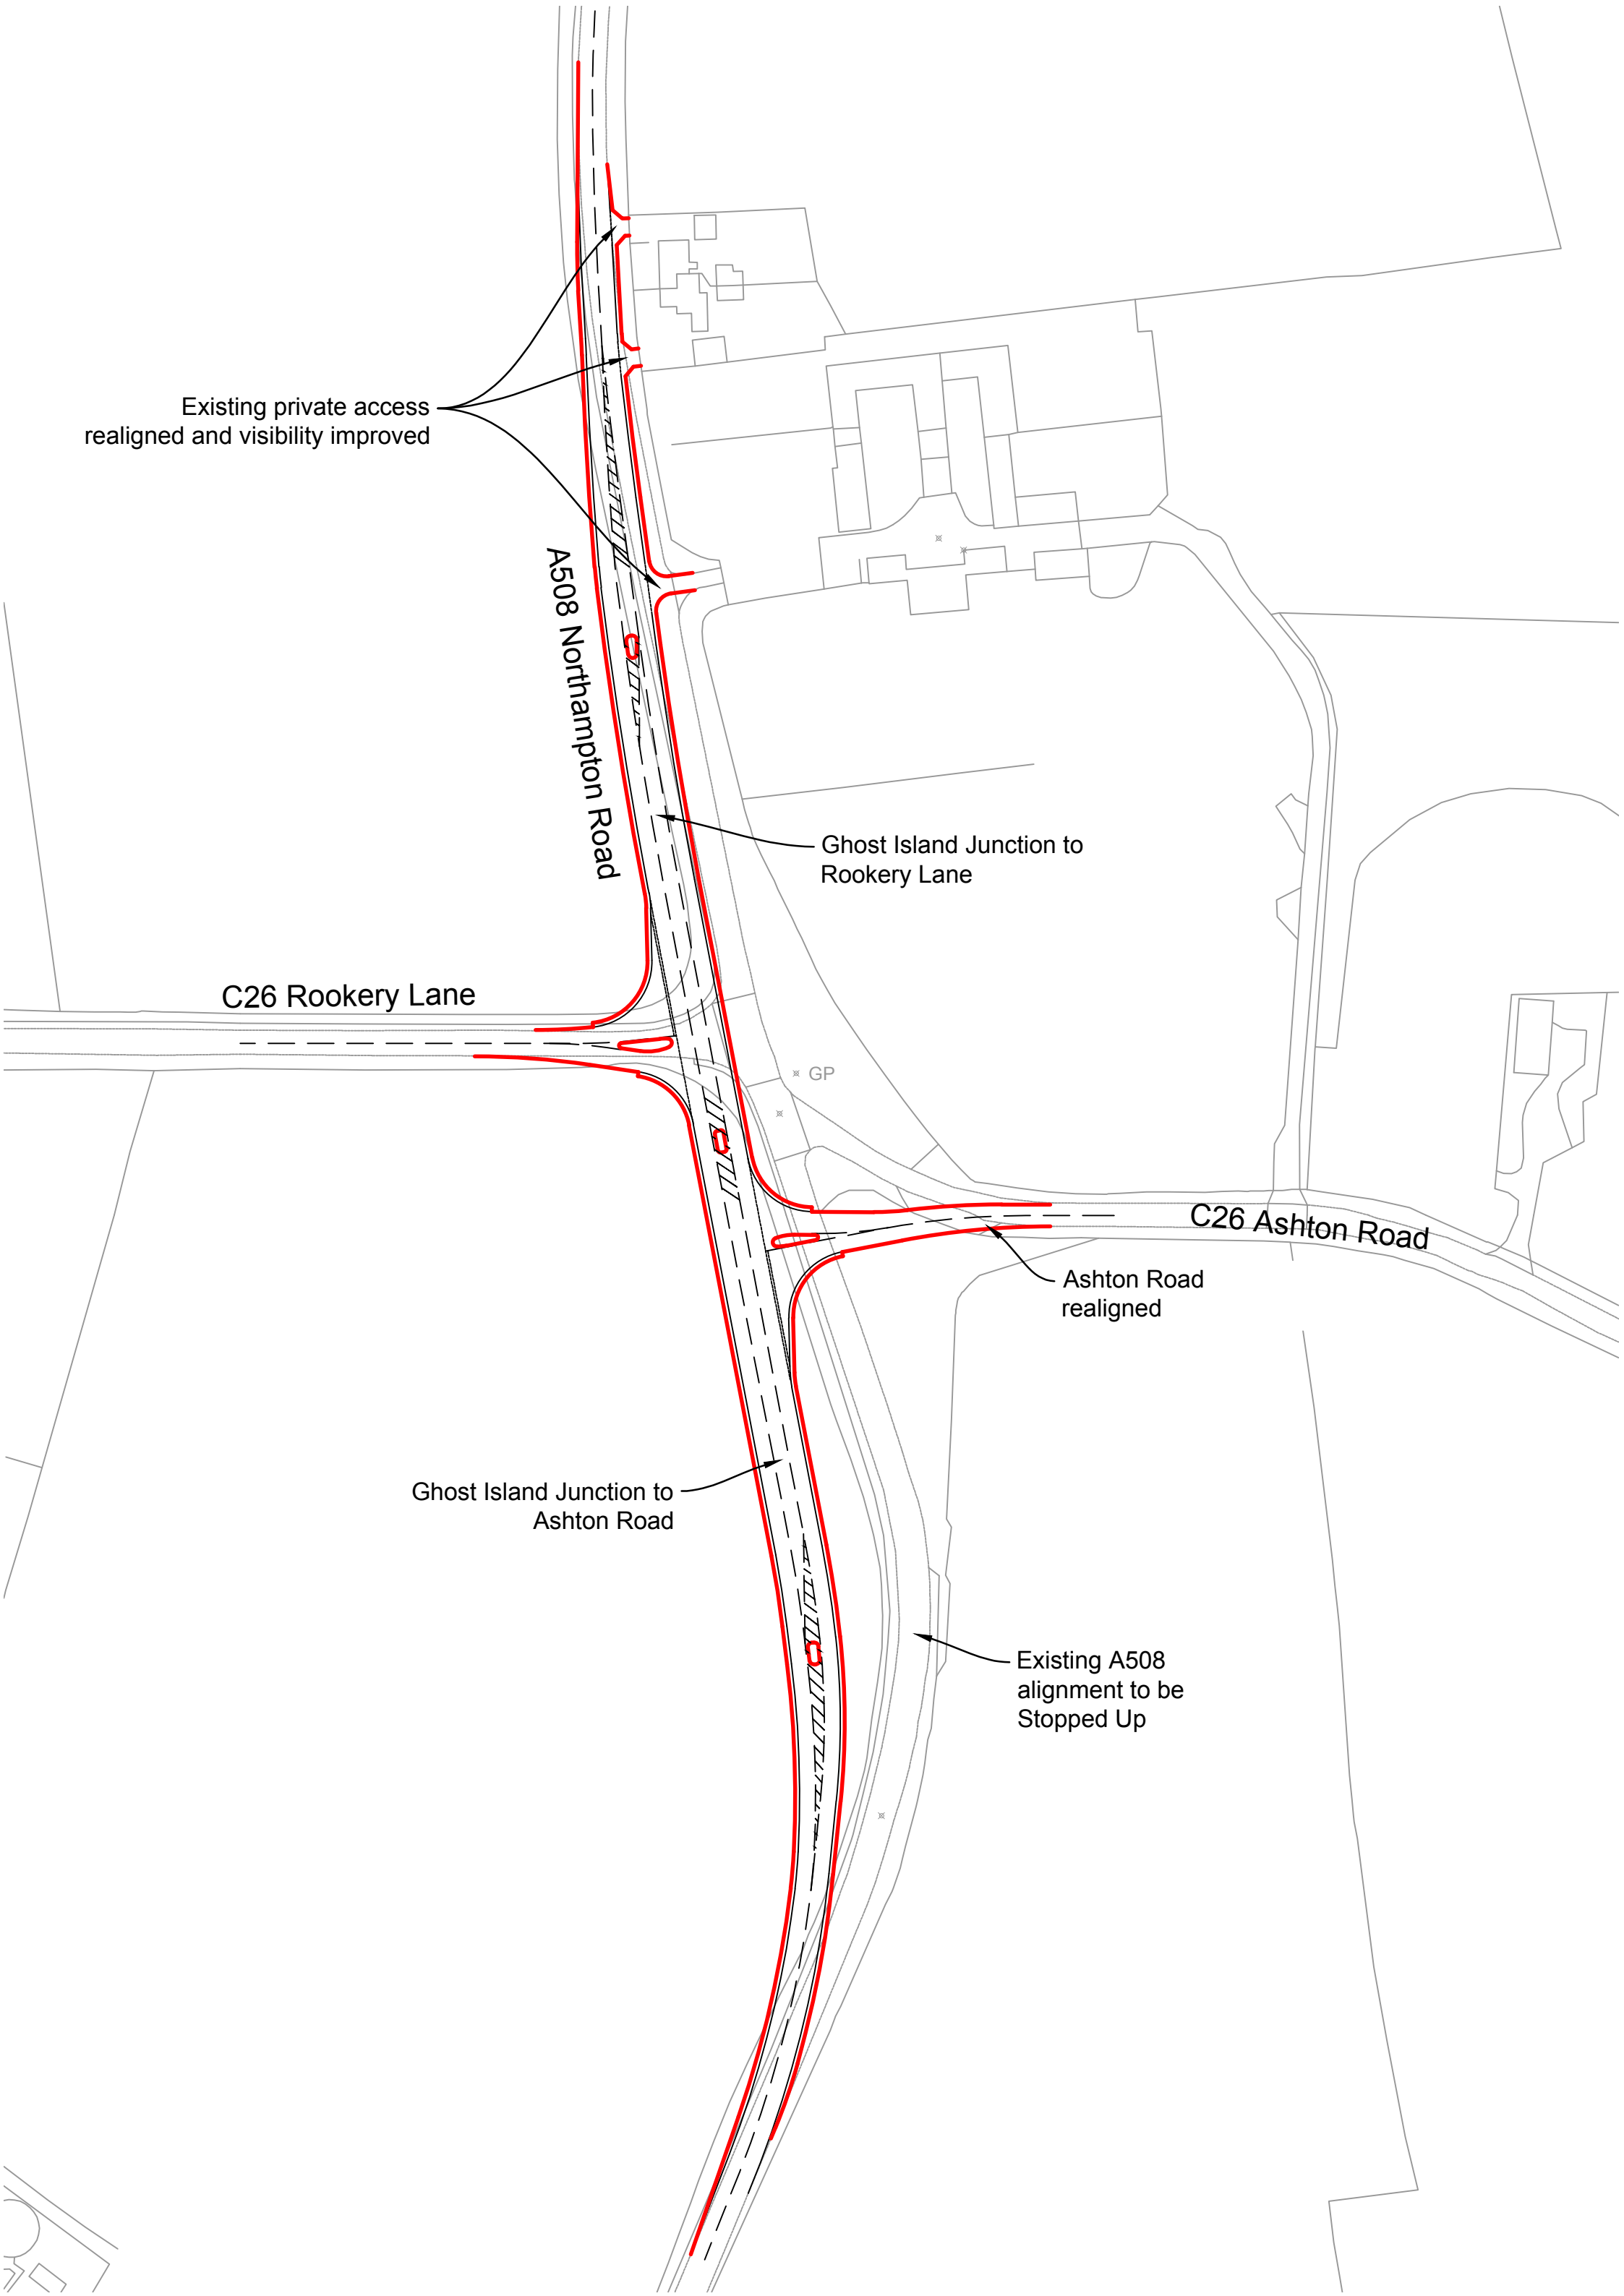 Existing private access
realigned and visibility improved
A508 Northampton Road
Ghost Island Junction to
Rookery Lane
C26 Rookery Lane
GP
C26 Ashton Road
Ashton Road
realigned
Ghost Island Junction to
Ashton Road
Existing A508
alignment to be
Stopped Up